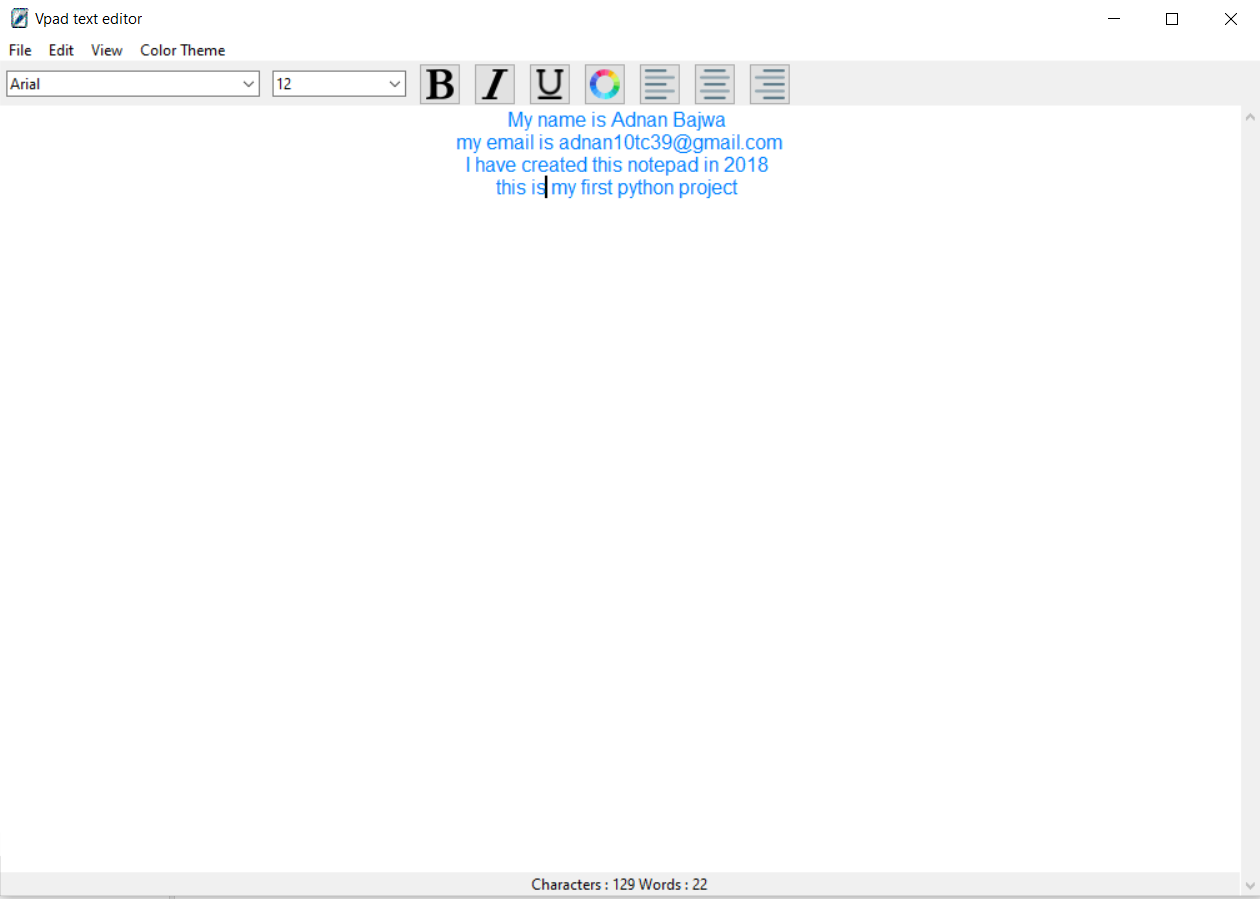 Vpad text editor
File Edit View Color Theme
Arial 12 B I U
My name is Adnan Bajwa
my email is adnan10tc39@gmail.com
I have created this notepad in 2018
this is my first python project
Characters : 129 Words : 22